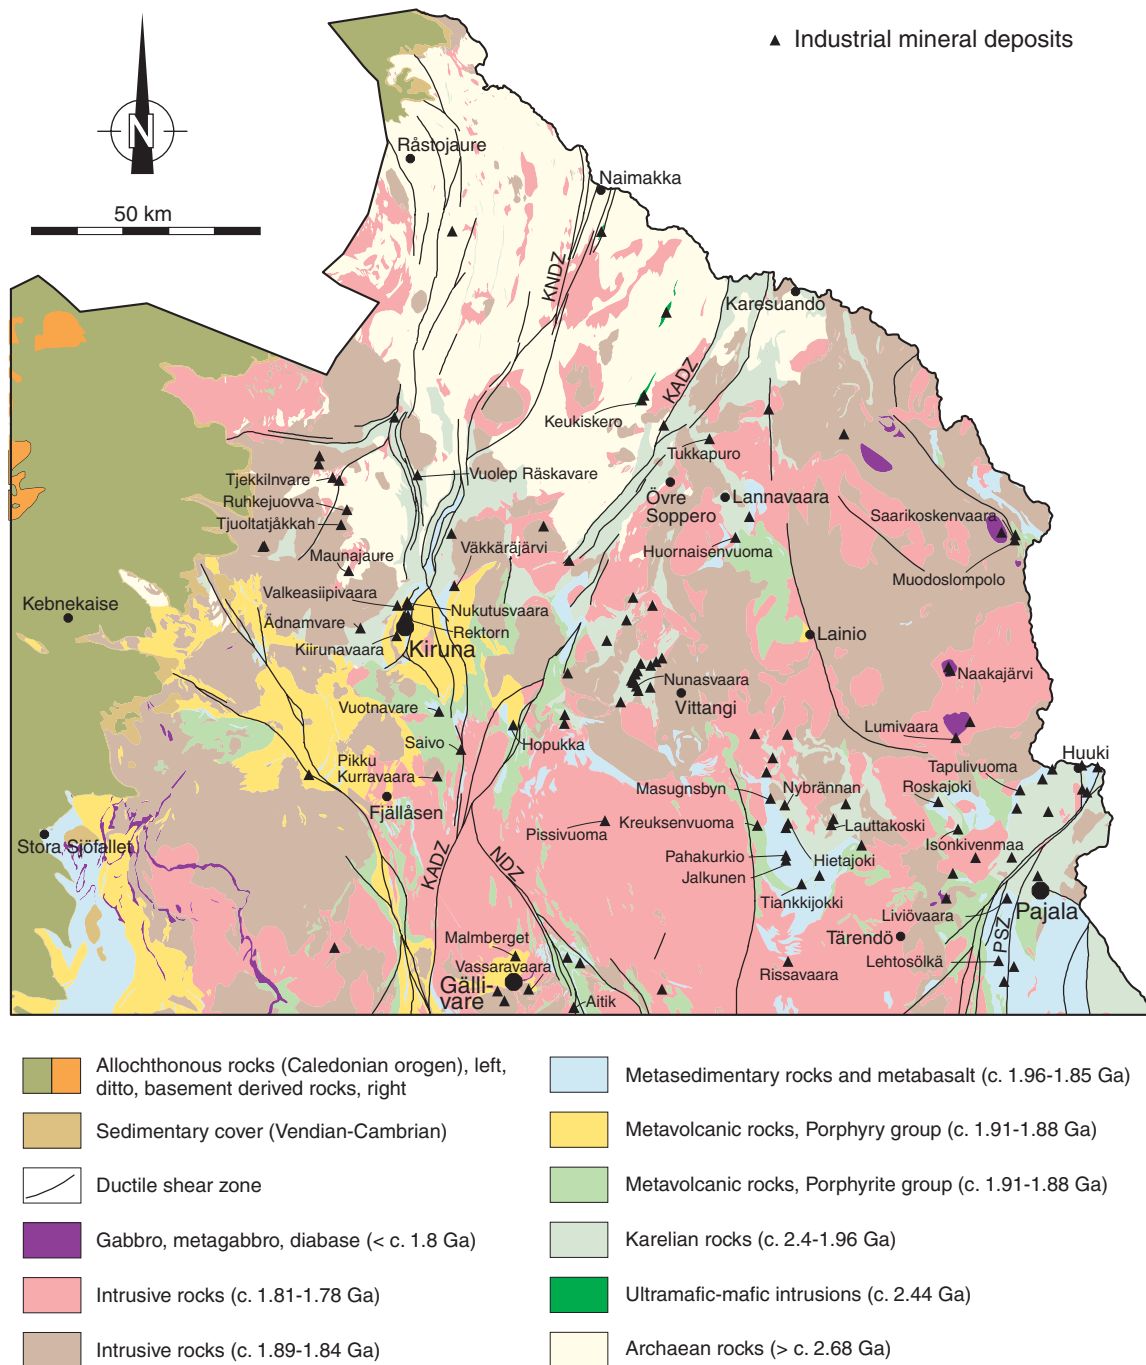 ▲ Industrial mineral deposits
N
50 km
Råstojaure
Naimakka
KNDZ
Karesuando
KADZ
Keukiskero
Tukkapuro
Tjekkilnvare
Vuolep Räskavare
Övre
Soppero
Lannavaara
Ruhkejuovva
Saarikoskenvaara
Tjuoltatjåkkah
Väkkäräjärvi
Huornaisenvuoma
Maunajaure
Muodoslompolo
Valkeasiipivaara
Kebnekaise
Nukutusvaara
Ädnamvare
Rektorn
Lainio
Kiirunavaara
Kiruna
Naakajärvi
Nunasvaara
Vittangi
Vuotnavare
Lumivaara
Saivo
Hopukka
Huuki
Pikku
Kurravaara
Tapulivuoma
Masugnsbyn
Nybrännan
Roskajoki
Fjällåsen
Pissivuoma
Kreuksenvuoma
Lauttakoski
Stora Sjöfallet
Isonkivenmaa
KADZ
NDZ
Pahakurkio
Hietajoki
Jalkunen
Tiankkijokki
Liviövaara
Pajala
Malmberget
Tärendö
PSZ
Vassaravaara
Lehtosölkä
Rissavaara
Gälli-
vare
Aitik
Allochthonous rocks (Caledonian orogen), left,
ditto, basement derived rocks, right
Sedimentary cover (Vendian-Cambrian)
Ductile shear zone
Gabbro, metagabbro, diabase (< c. 1.8 Ga)
Intrusive rocks (c. 1.81-1.78 Ga)
Intrusive rocks (c. 1.89-1.84 Ga)
Metasedimentary rocks and metabasalt (c. 1.96-1.85 Ga)
Metavolcanic rocks, Porphyry group (c. 1.91-1.88 Ga)
Metavolcanic rocks, Porphyrite group (c. 1.91-1.88 Ga)
Karelian rocks (c. 2.4-1.96 Ga)
Ultramafic-mafic intrusions (c. 2.44 Ga)
Archaean rocks (> c. 2.68 Ga)